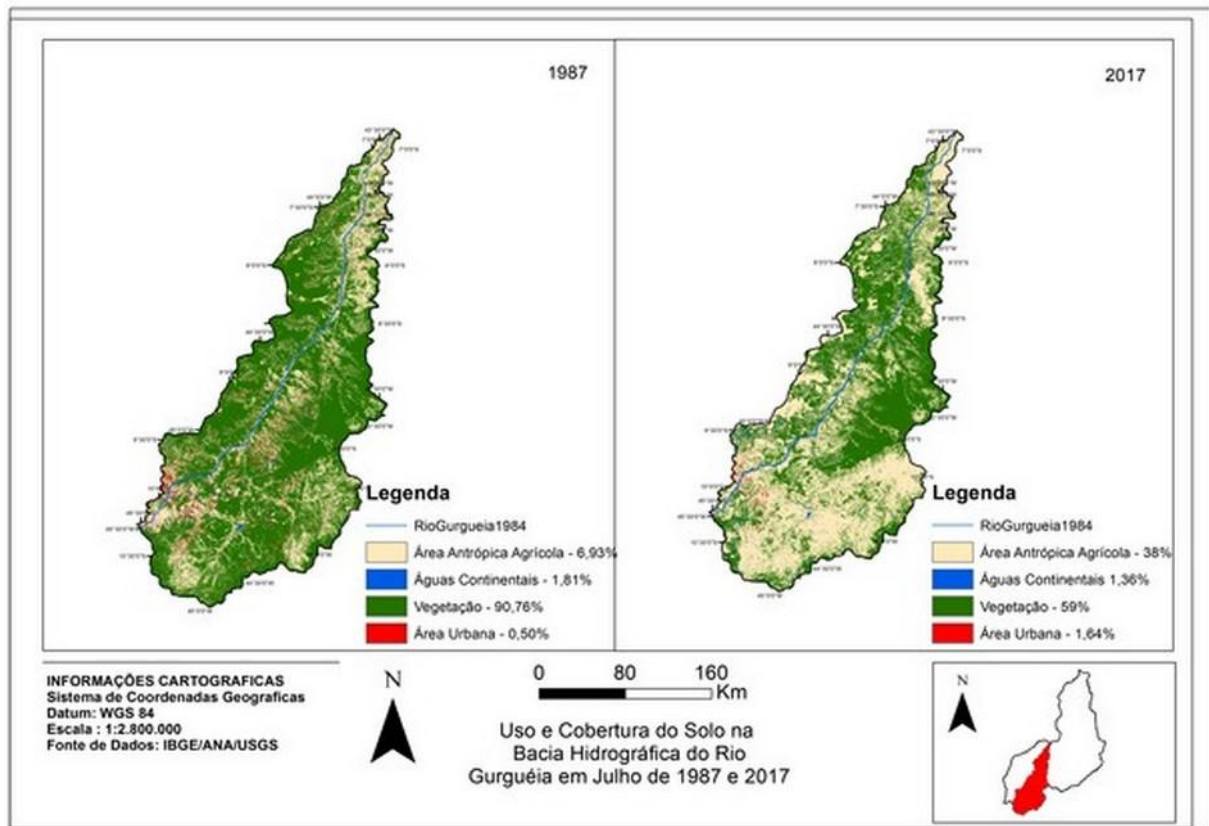 1987
Legenda
RioGurgueia1984
Área Antrópica Agrícola - 6,93%
Águas Continentais - 1,81%
Vegetação - 90,76%
Área Urbana - 0,50%
2017
Legenda
RioGurgueia1984
Área Antrópica Agrícola - 38%
Águas Continentais 1,36%
Vegetação - 59%
Área Urbana - 1,64%
INFORMAÇÕES CARTOGRAFICAS
Sistema de Coordenadas Geograficas
Datum: WGS 84
Escala : 1:2.800.000
Fonte de Dados: IBGE/ANA/USGS
N
0 80 160
Km
Uso e Cobertura do Solo na
Bacia Hidrográfica do Rio
Gurguéia em Julho de 1987 e 2017
N